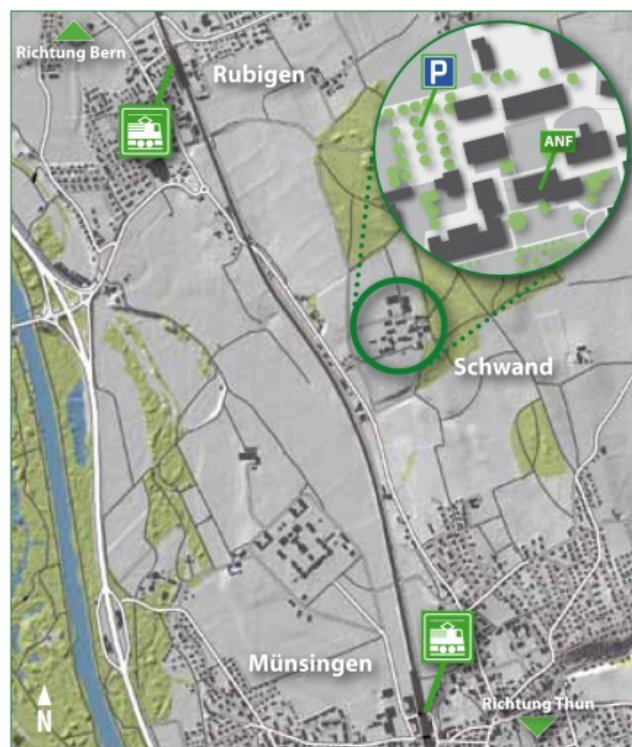 Richtung Bern
Rubigen
P
ANF
Schwand
Münsingen
Richtung Thun
N